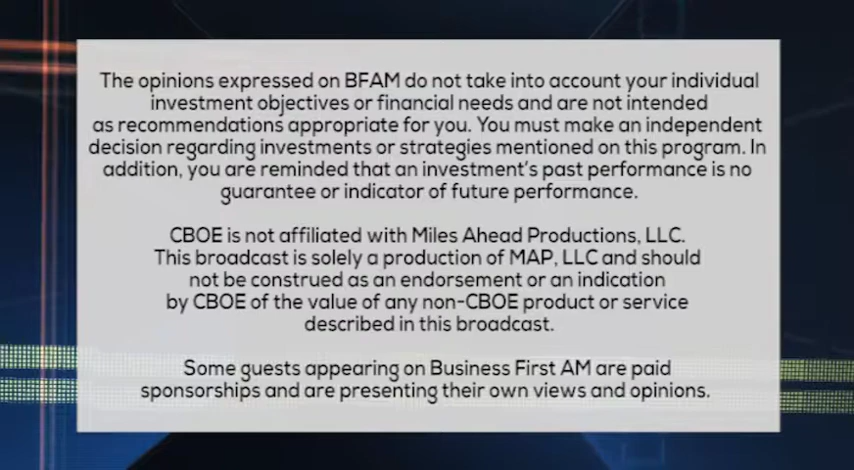 The opinions expressed on BFAM do not take into account your individual
investment objectives or financial needs and are not intended
as recommendations appropriate for you. You must make an independent
decision regarding investments or strategies mentioned on this program. In
addition, you are reminded that an investment's past performance is no
guarantee or indicator of future performance.
CBOE is not affiliated with Miles Ahead Productions, LLC.
This broadcast is solely a production of MAP, LLC and should
not be construed as an endorsement or an indication
by CBOE of the value of any non-CBOE product or service
described in this broadcast.
Some guests appearing on Business First AM are paid
sponsorships and are presenting their own views and opinions.